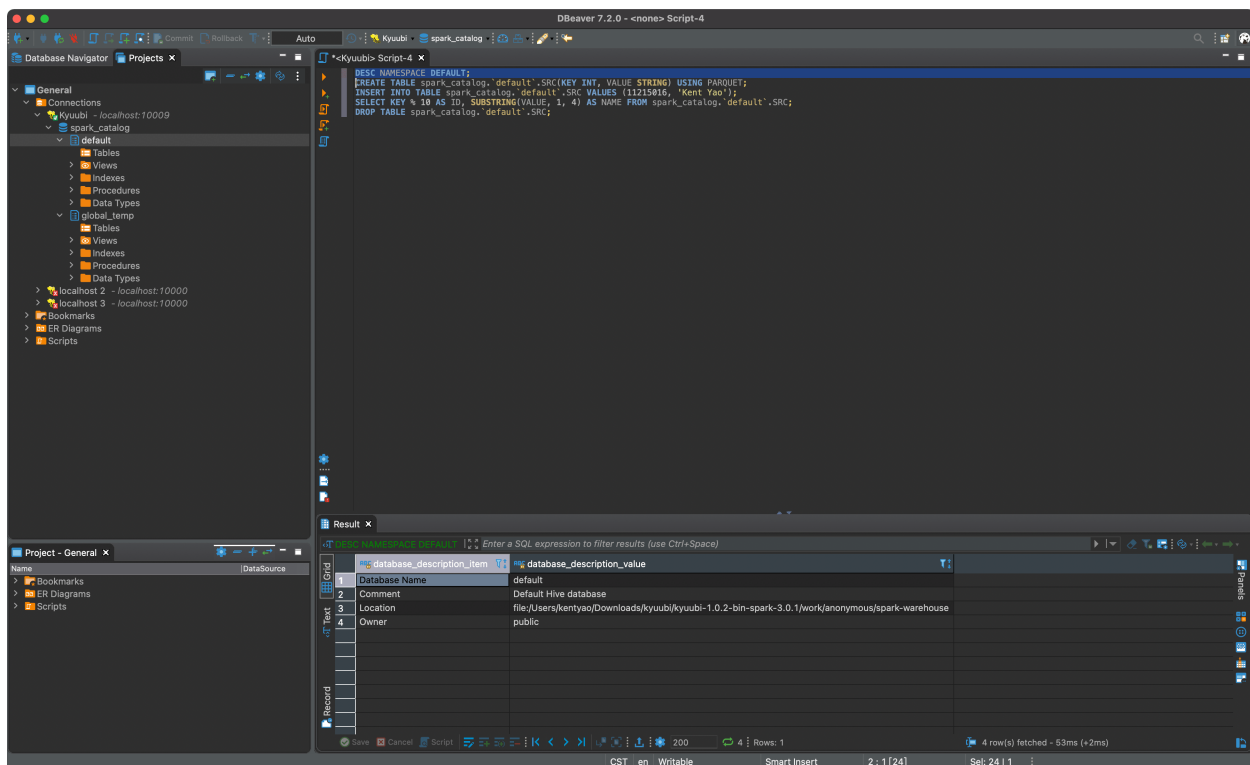 DBeaver 7.2.0 - <none> Script-4
Commit Rollback Auto Kyuubi spark_catalog
Database Navigator Projects
General
Connections
Kyuubi - localhost:10009
spark_catalog
default
Tables
Views
Indexes
Procedures
Data Types
global_temp
Tables
Views
Indexes
Procedures
Data Types
localhost 2 - localhost:10000
localhost 3 - localhost:10000
Bookmarks
ER Diagrams
Scripts
*<Kyuubi> Script-4
DESC NAMESPACE DEFAULT;
CREATE TABLE spark_catalog.`default`.SRC(KEY INT, VALUE STRING) USING PARQUET;
INSERT INTO TABLE spark_catalog.`default`.SRC VALUES (11215016, 'Kent Yao');
SELECT KEY % 10 AS ID, SUBSTRING(VALUE, 1, 4) AS NAME FROM spark_catalog.`default`.SRC;
DROP TABLE spark_catalog.`default`.SRC;
Project - General
Name DataSource
Bookmarks
ER Diagrams
Scripts
Result
DESC NAMESPACE DEFAULT Enter a SQL expression to filter results (use Ctrl+Space)
Grid
Text
Record
database_description_item database_description_value
1 Database Name default
2 Comment Default Hive database
3 Location file:/Users/kentyao/Downloads/kyuubi/kyuubi-1.0.2-bin-spark-3.0.1/work/anonymous/spark-warehouse
4 Owner public
Panels
Save Cancel Script 200 4 Rows: 1 4 row(s) fetched - 53ms (+2ms)
CST en Writable Smart Insert 2 : 1 [24] Sel: 24 | 1